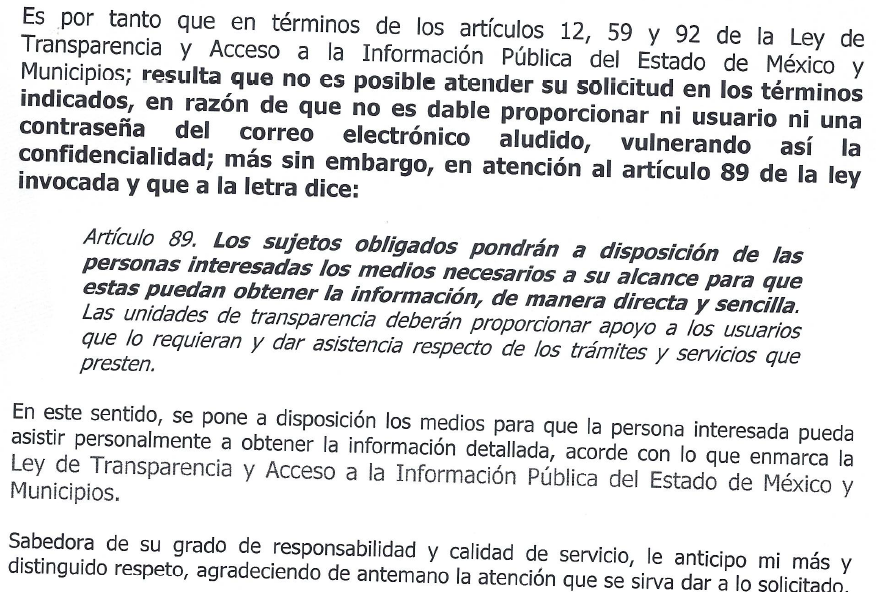 Es por tanto que en términos de los artículos 12, 59 y 92 de la Ley de
Transparencia y Acceso a la Información Pública del Estado de México y
Municipios; resulta que no es posible atender su solicitud en los términos
indicados, en razón de que no es dable proporcionar ni usuario ni una
contraseña del correo electrónico aludido, vulnerando así la
confidencialidad; más sin embargo, en atención al artículo 89 de la ley
invocada y que a la letra dice:
Artículo 89. Los sujetos obligados pondrán a disposición de las
personas interesadas los medios necesarios a su alcance para que
estas puedan obtener la información, de manera directa y sencilla.
Las unidades de transparencia deberán proporcionar apoyo a los usuarios
que lo requieran y dar asistencia respecto de los trámites y servicios que
presten.
En este sentido, se pone a disposición los medios para que la persona interesada pueda
asistir personalmente a obtener la información detallada, acorde con lo que enmarca la
Ley de Transparencia y Acceso a la Información Pública del Estado de México y
Municipios.
Sabedora de su grado de responsabilidad y calidad de servicio, le anticipo mi más y
distinguido respeto, agradeciendo de antemano la atención que se sirva dar a lo solicitado.